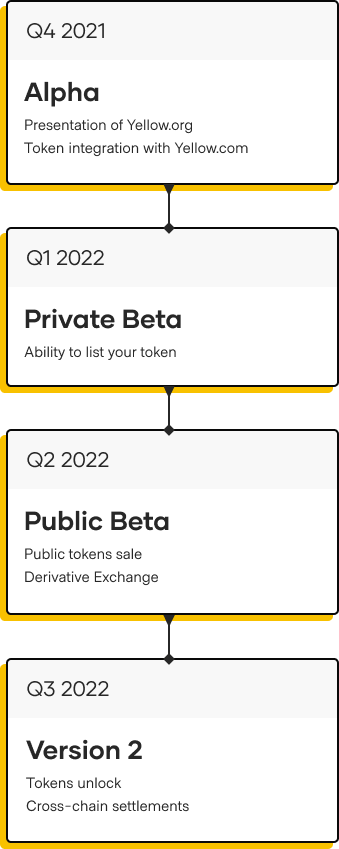 Q4 2021
Alpha
Presentation of Yellow.org
Token integration with Yellow.com
Q1 2022
Private Beta
Ability to list your token
Q2 2022
Public Beta
Public tokens sale
Derivative Exchange
Q3 2022
Version 2
Tokens unlock
Cross-chain settlements